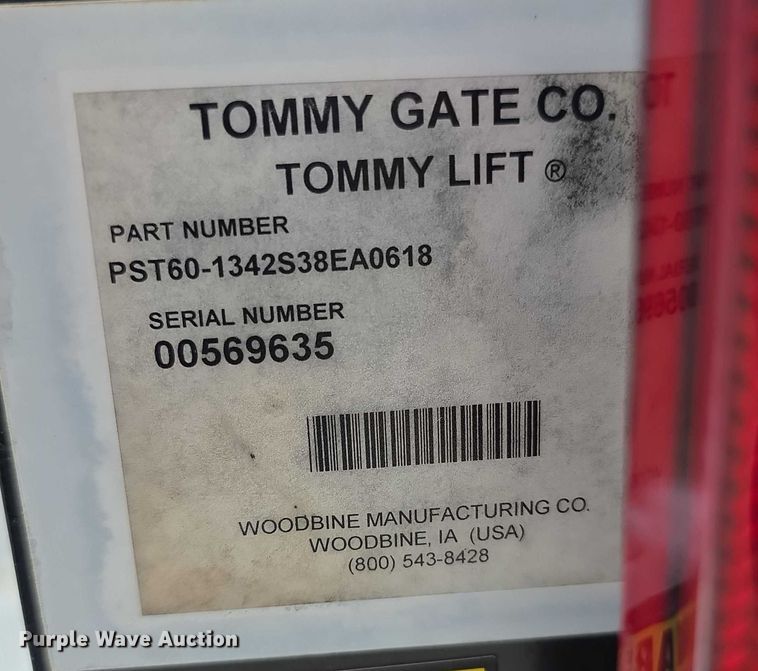 TOMMY GATE CO.
TOMMY LIFT ®
PART NUMBER
PST60-1342S38EA0618
SERIAL NUMBER
00569635
WOODBINE MANUFACTURING CO.
WOODBINE, IA (USA)
(800) 543-8428
Purple Wave Auction